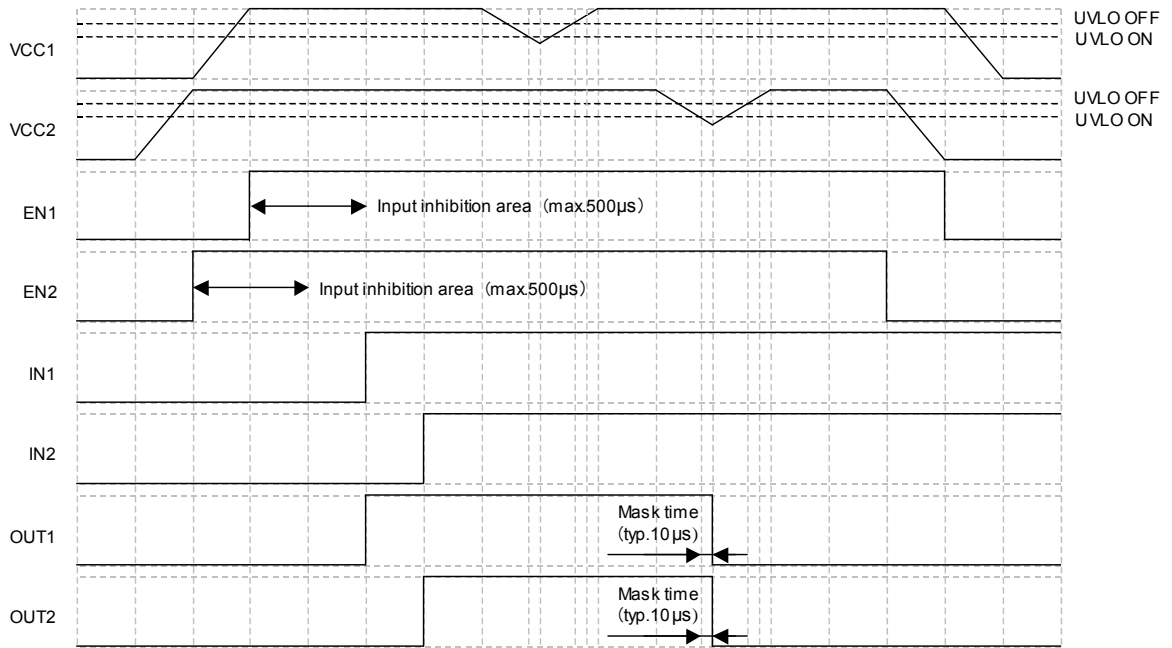 UVLO OFF
VCC1
UVLO ON
UVLO OFF
VCC2
UVLO ON
EN1
Input inhibition area (max.500μs)
EN2
Input inhibition area (max.500μs)
IN1
IN2
OUT1
Mask time
(typ.10μs)
OUT2
Mask time
(typ.10μs)